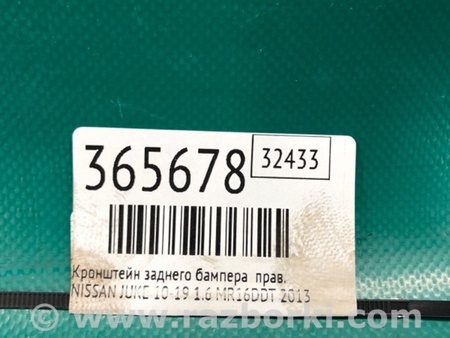 365678 32433
Кронштейн заднего бампера прав.
NISSAN JUKE 10-19 1.6 MR16DDT 2013
© www.razborki.com